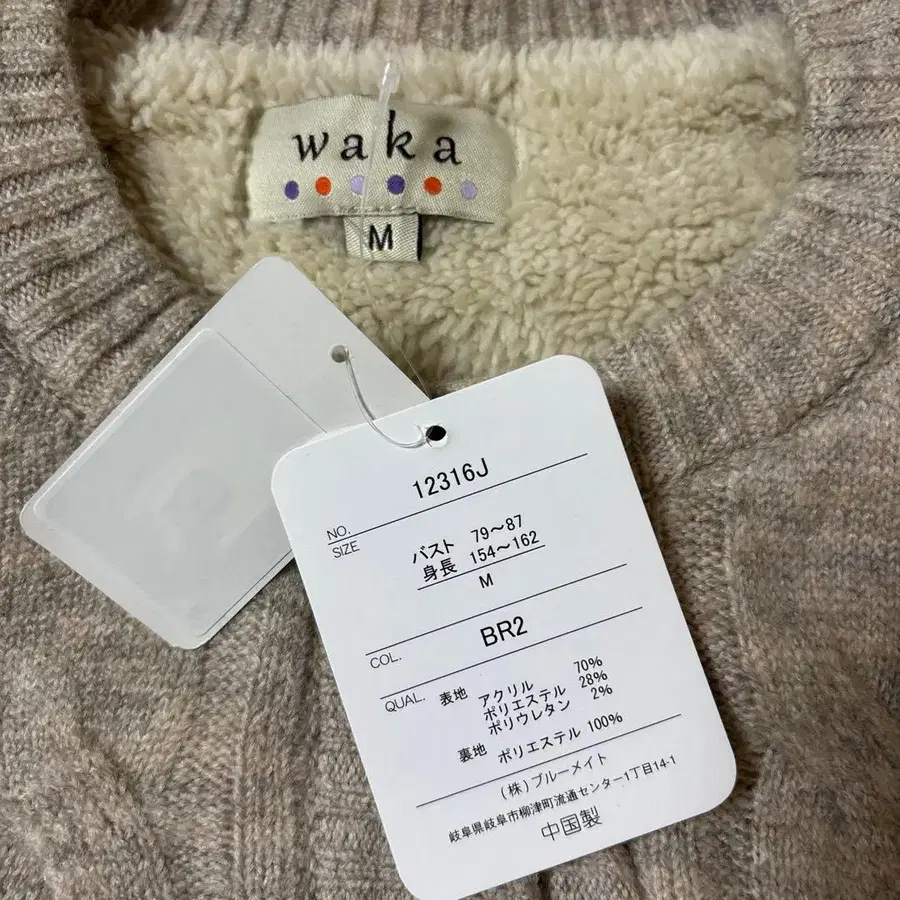 waka
M
NO. 12316J
SIZE バスト 79〜87
身長 154〜162
M
COL. BR2
QUAL. 表地 アクリル 70%
ポリエステル 28%
ポリウレタン 2%
裏地 ポリエステル 100%
(株)ブルーメイト
岐阜県岐阜市柳津町流通センター1丁目14-1
中国製